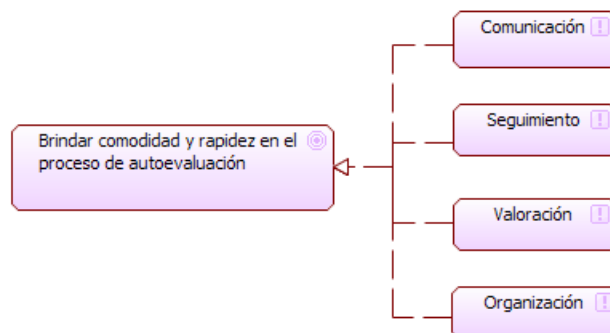 Comunicación
Brindar comodidad y rapidez en el
proceso de autoevaluación
Seguimiento
Valoración
Organización